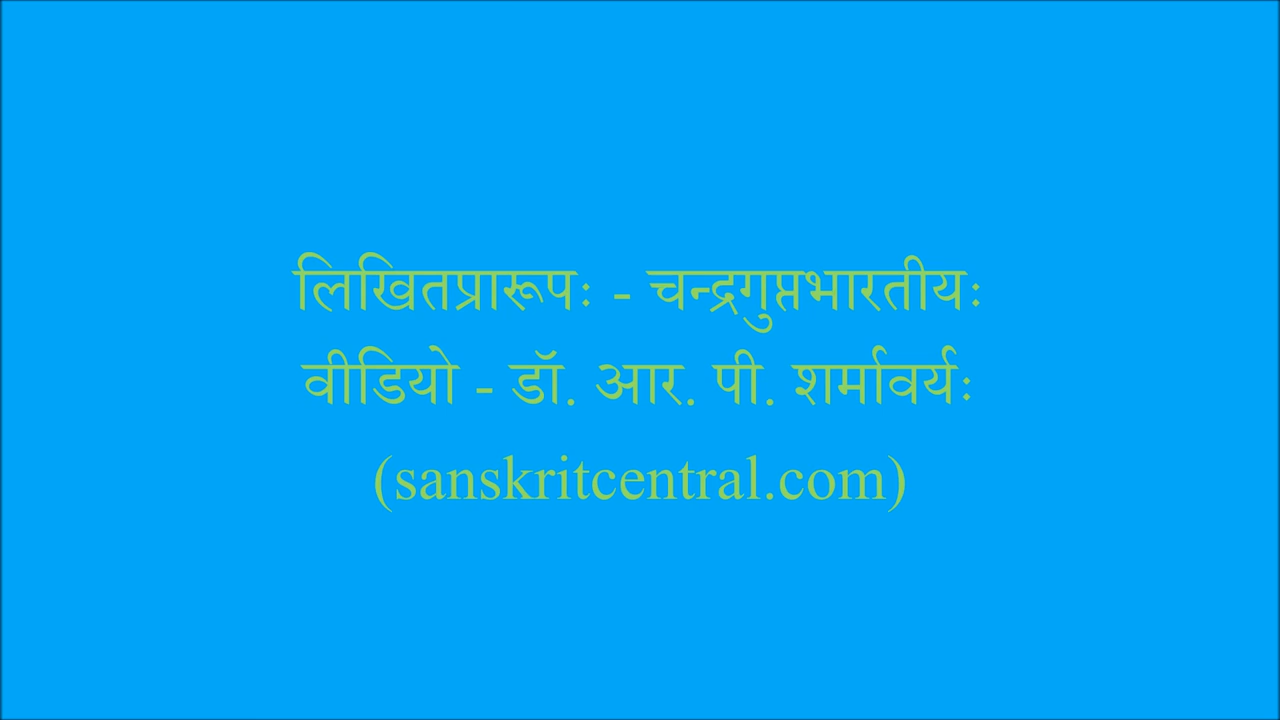 लिखितप्रारूपः - चन्द्रगुप्तभारतीयः
वीडियो - डॉ. आर. पी. शर्मावर्यः
(sanskritcentral.com)